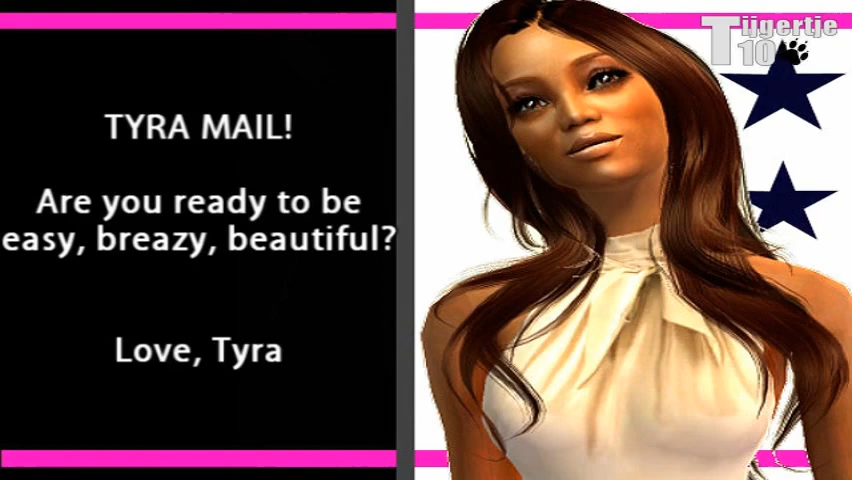 TYRA MAIL!
Are you ready to be
easy, breazy, beautiful?
Love, Tyra
Tijgertje
10